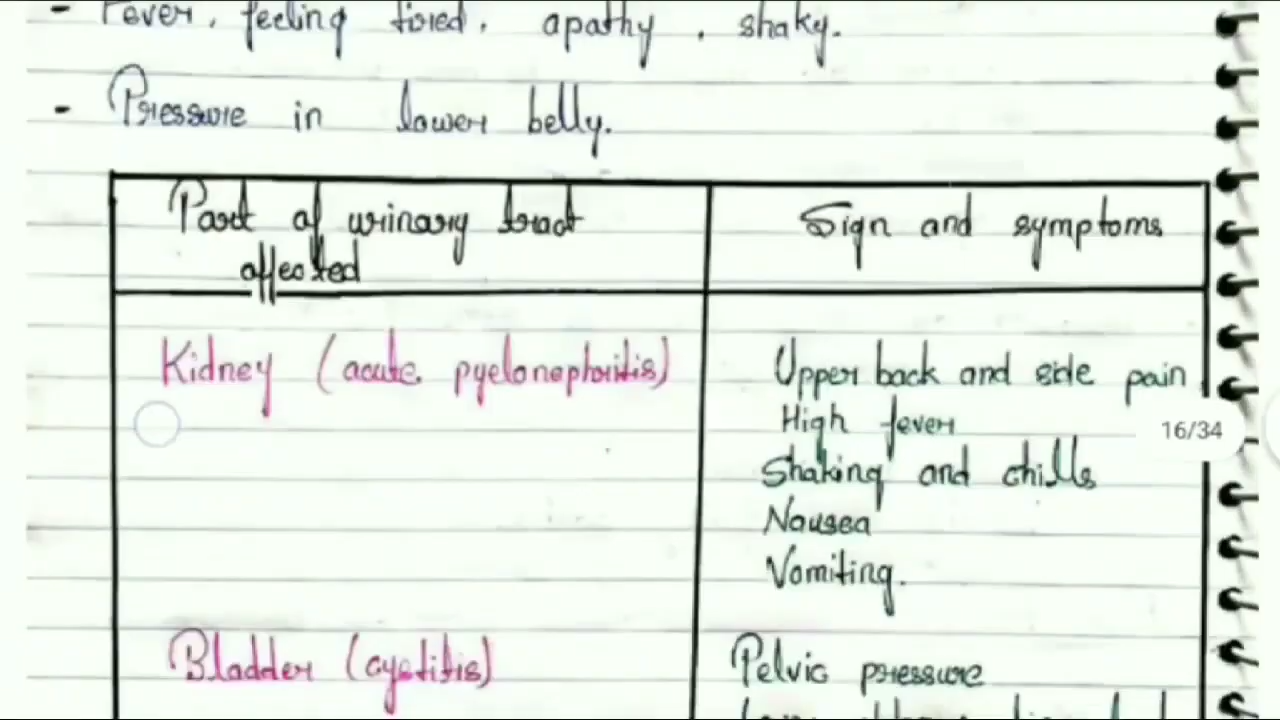 - Fever, feeling tired, apathy, shaky.
- Pressure in lower belly.
Part of urinary tract affected
Sign and symptoms
Kidney (acute pyelonephritis)
Upper back and side pain
High fever
16/34
Shaking and chills
Nausea
Vomiting.
Bladder (cystitis)
Pelvic pressure